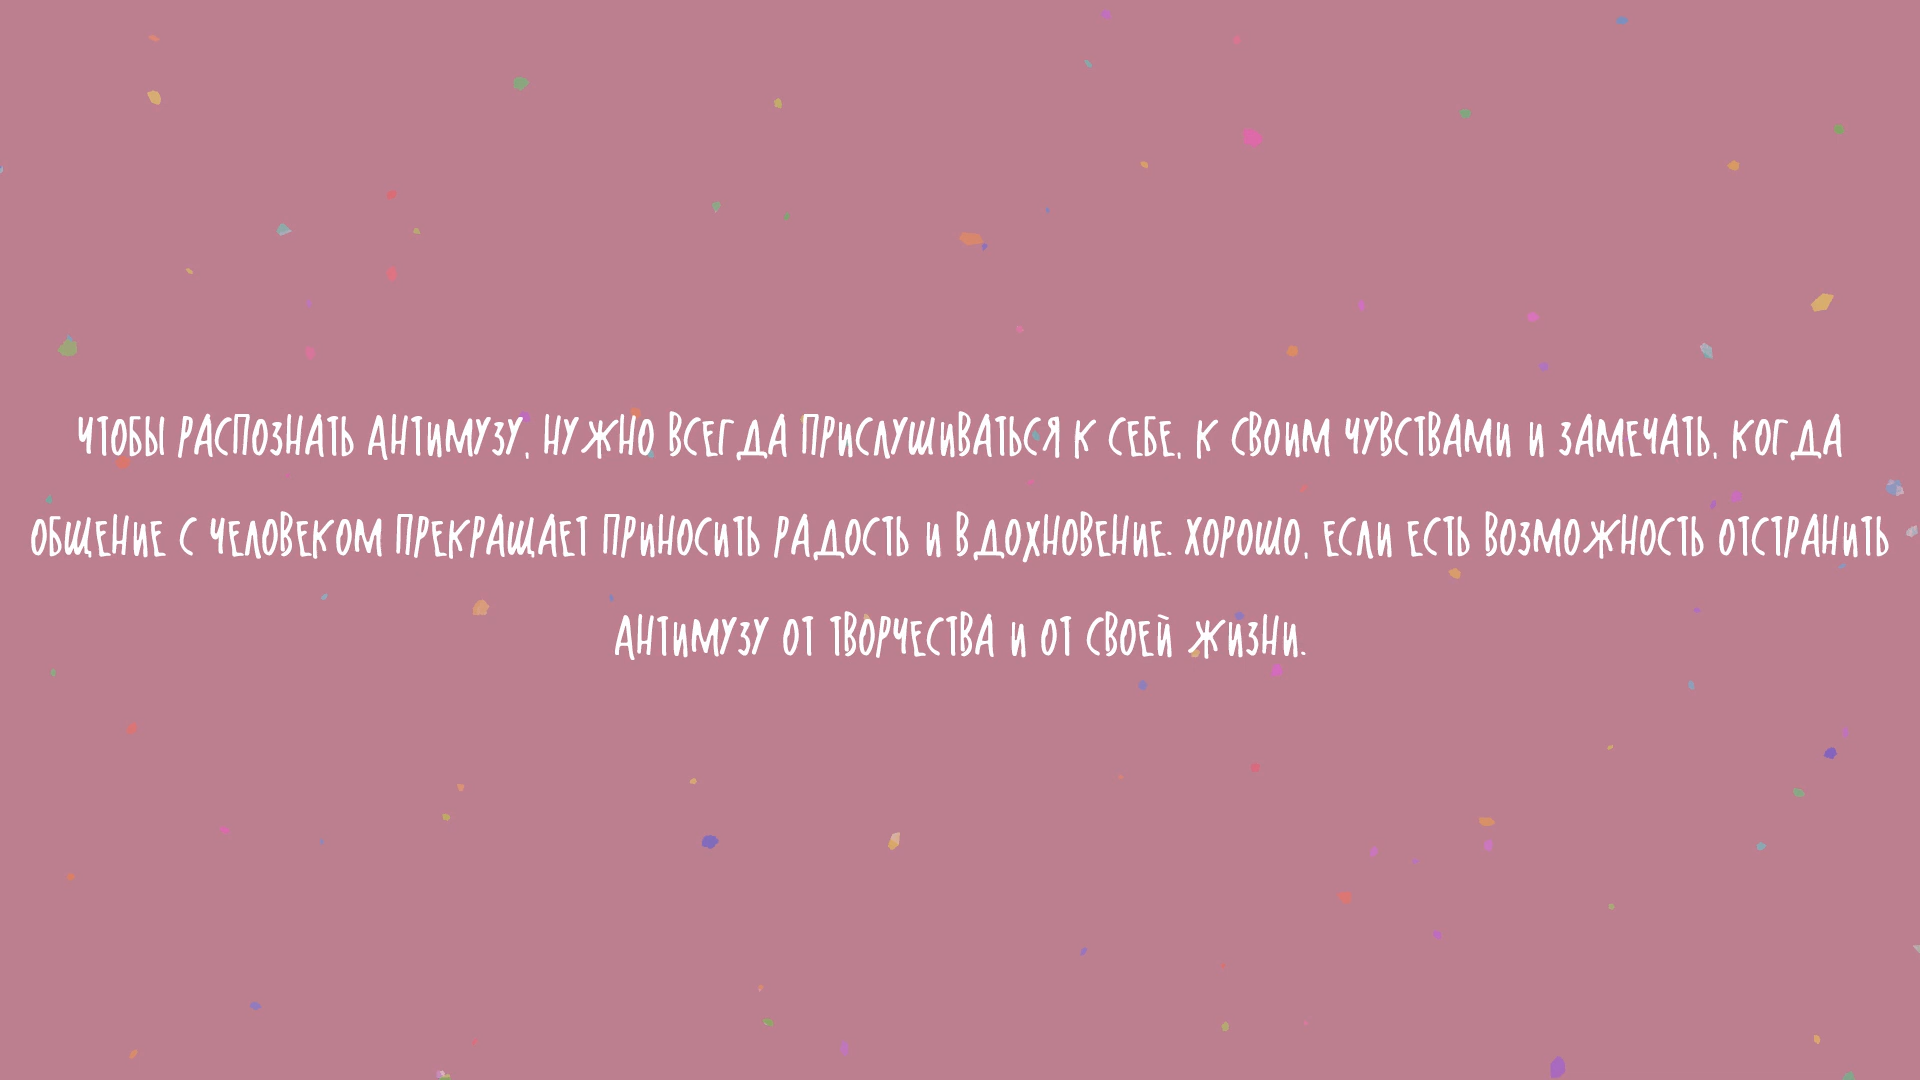 ЧТОБЫ РАСПОЗНАТЬ АНТИМУЗУ, НУЖНО ВСЕГДА ПРИСЛУШИВАТЬСЯ К СЕБЕ, К СВОИМ ЧУВСТВАМИ И ЗАМЕЧАТЬ, КОГДА
ОБЩЕНИЕ С ЧЕЛОВЕКОМ ПРЕКРАЩАЕТ ПРИНОСИТЬ РАДОСТЬ И ВДОХНОВЕНИЕ. ХОРОШО, ЕСЛИ ЕСТЬ ВОЗМОЖНОСТЬ ОТСТРАНИТЬ
АНТИМУЗУ ОТ ТВОРЧЕСТВА И ОТ СВОЕЙ ЖИЗНИ.